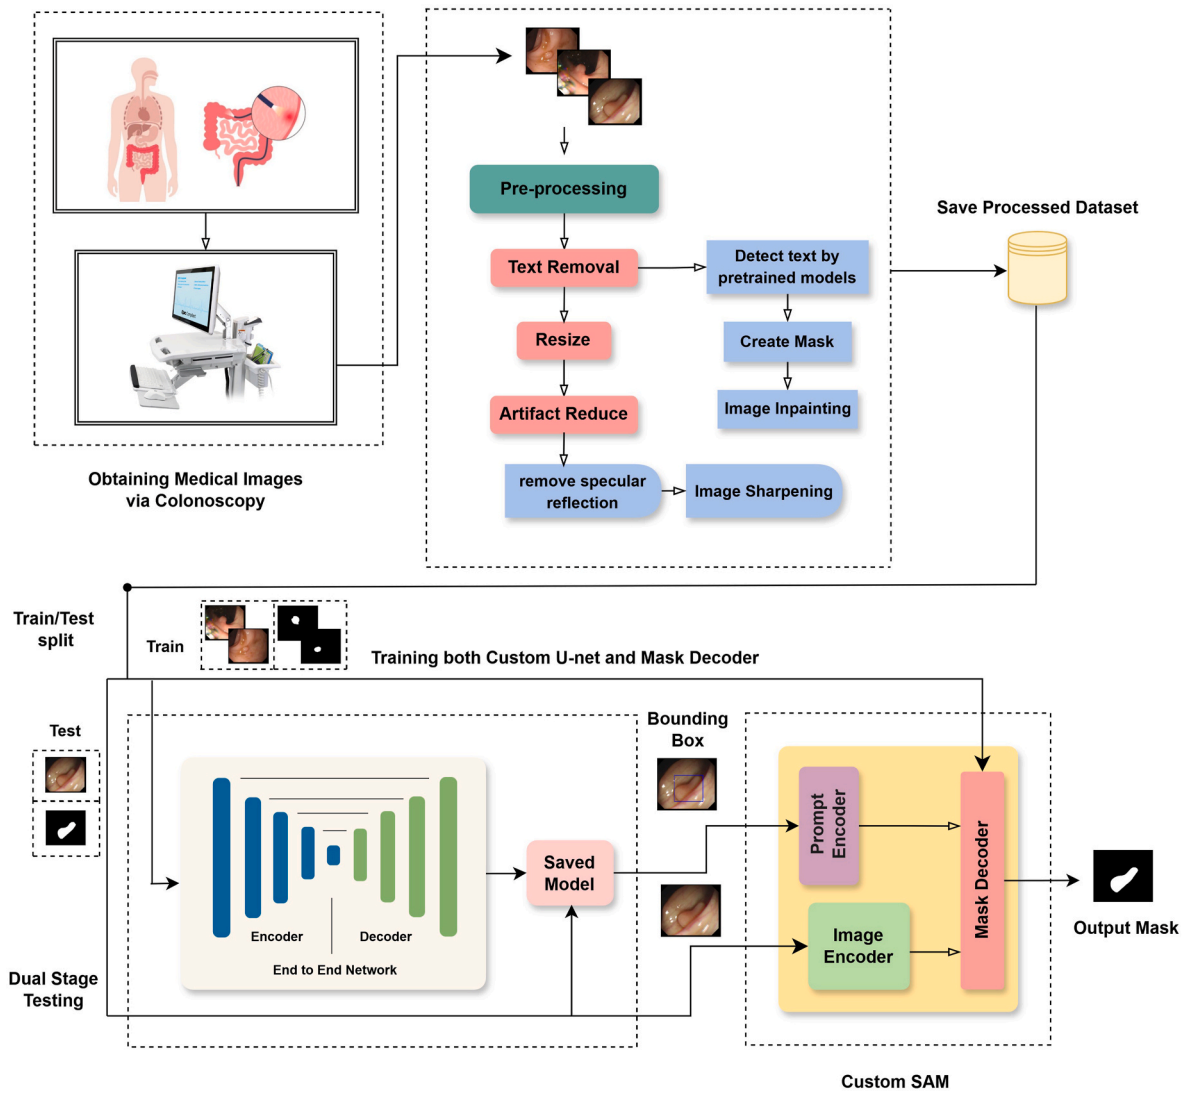 Pre-processing
Save Processed Dataset
Text Removal
Detect text by
pretrained models
Resize
Create Mask
Artifact Reduce
Image Inpainting
Obtaining Medical Images
via Colonoscopy
remove specular
reflection
Image Sharpening
Train/Test
split
Train
Training both Custom U-net and Mask Decoder
Test
Bounding
Box
Prompt
Encoder
Mask Decoder
Saved
Model
Encoder
Decoder
End to End Network
Image
Encoder
Output Mask
Dual Stage
Testing
Custom SAM